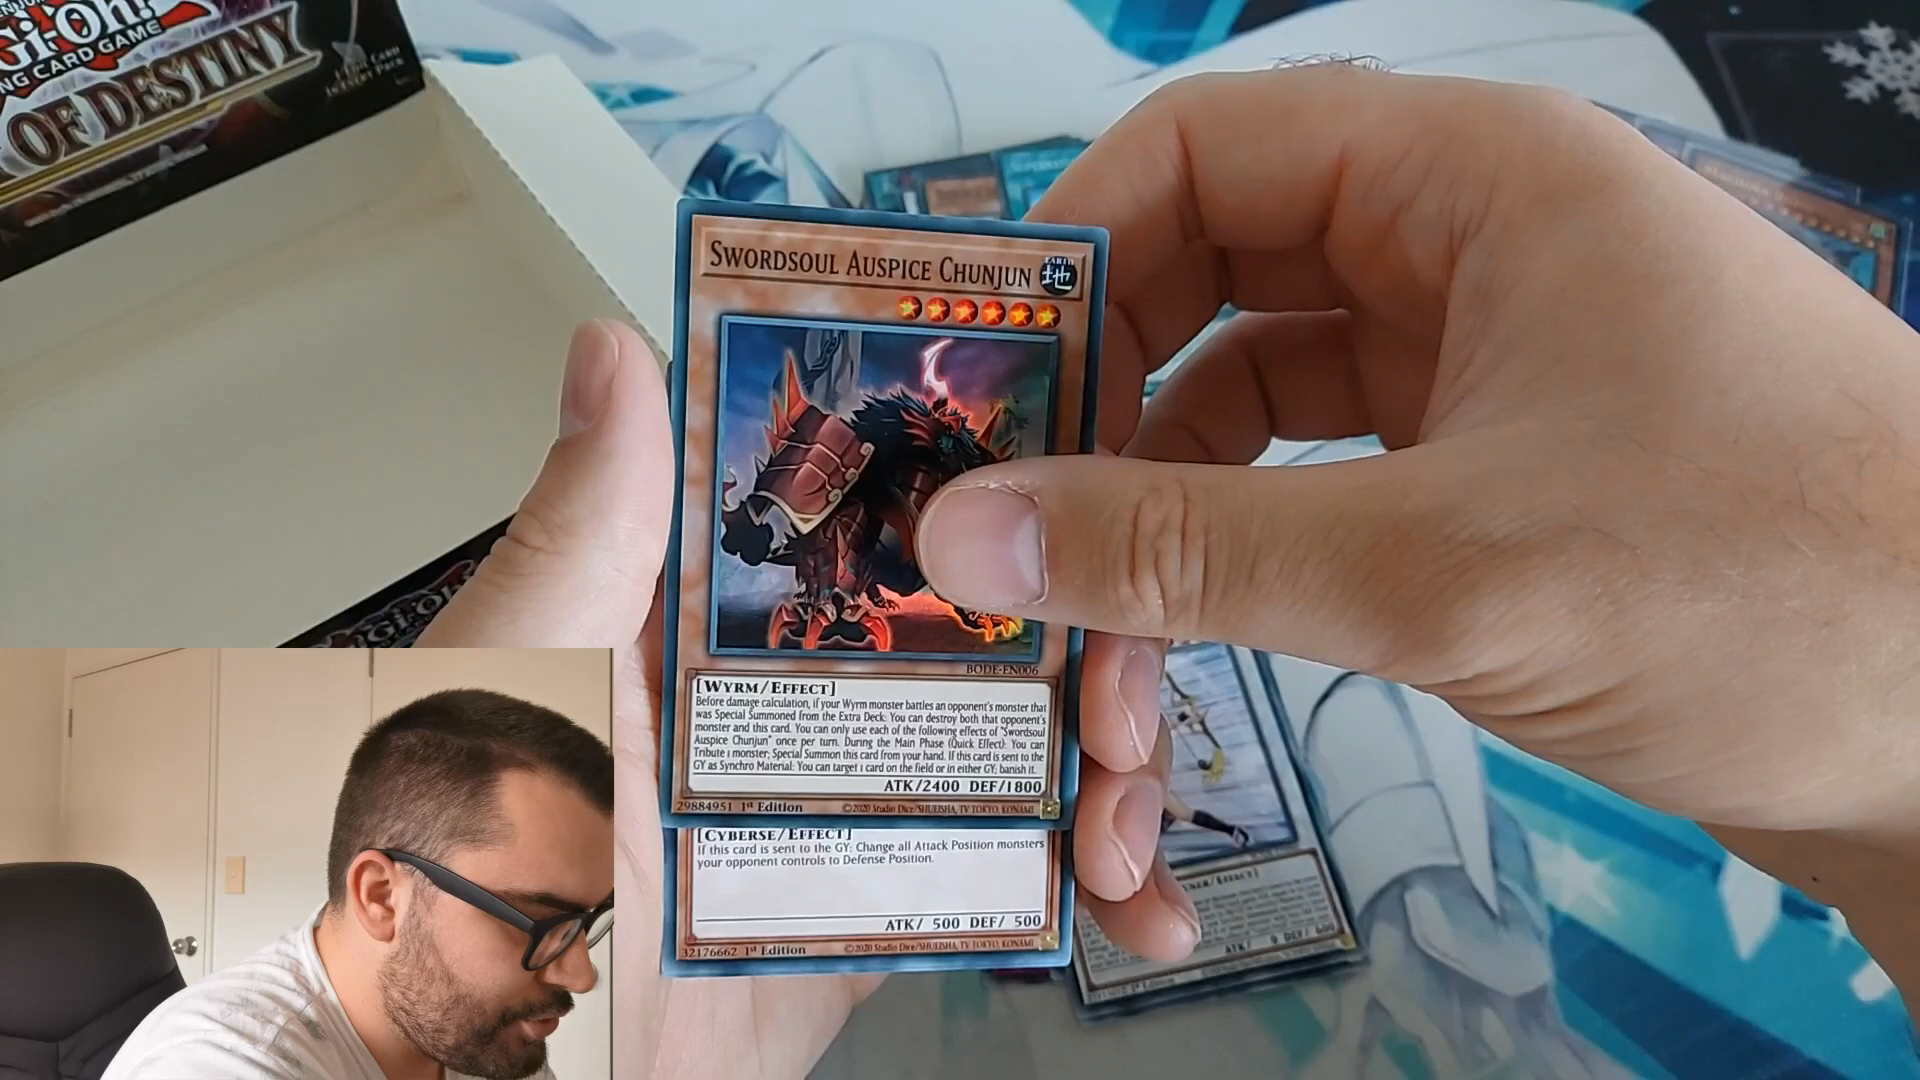 Gi-Oh!
NG CARD GAME
OF DESTINY
SWORDSOUL AUSPICE CHUNJUN
EARTH
地
BODE-EN006
[WYRM/EFFECT]
Before damage calculation, if your Wyrm monster battles an opponent's monster that
was Special Summoned from the Extra Deck: You can destroy both that opponent's
monster and this card. You can only use each of the following effects of "Swordsoul
Auspice Chunjun" once per turn. During the Main Phase (Quick Effect): You can
Tribute 1 monster; Special Summon this card from your hand. If this card is sent to the
GY as Synchro Material: You can target 1 card on the field or in either GY; banish it.
ATK/2400 DEF/1800
29884951 1st Edition ©2020 Studio Dice/SHUEISHA, TV TOKYO, KONAMI
[CYBERSE/EFFECT]
If this card is sent to the GY: Change all Attack Position monsters
your opponent controls to Defense Position.
ATK/ 500 DEF/ 500
32176662 1st Edition ©2020 Studio Dice/SHUEISHA, TV TOKYO, KONAMI
ATK/ 0 DEF/ 600